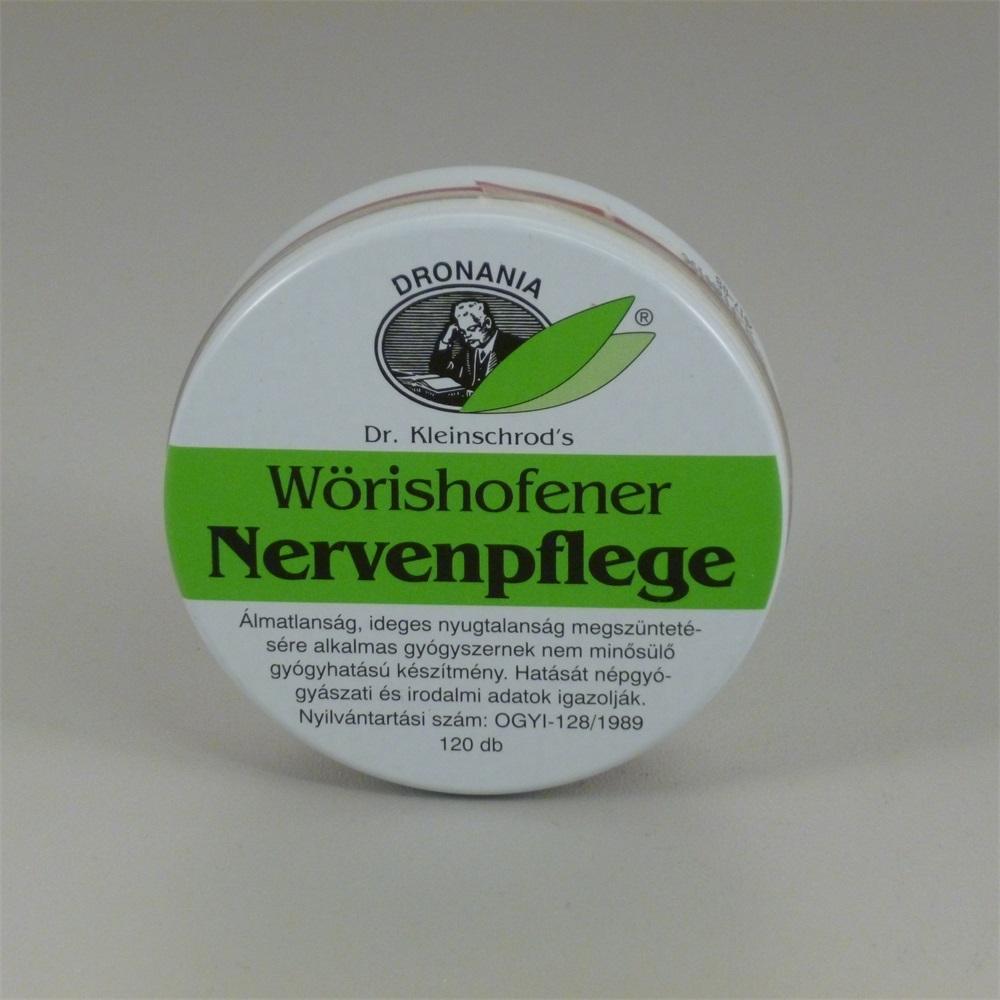 DRONANIA
®
Dr. Kleinschrod's
Wörishofener
Nervenpflege
Álmatlanság, ideges nyugtalanság megszünteté-
sére alkalmas gyógyszernek nem minősülő
gyógyhatású készítmény. Hatását népgyó-
gyászati és irodalmi adatok igazolják.
Nyilvántartási szám: OGYI-128/1989
120 db